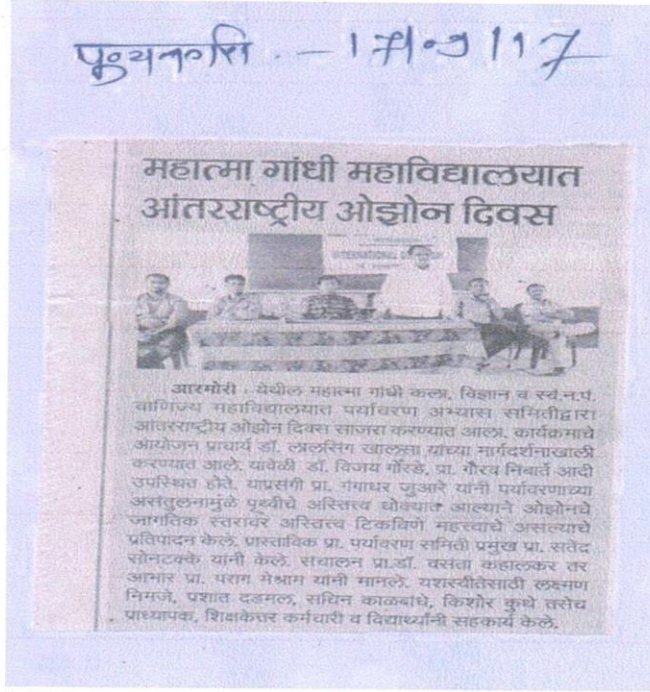 पुण्यनगरी - 17/09/17
महात्मा गांधी महाविद्यालयात
आंतरराष्ट्रीय ओझोन दिवस
INTERNATIONAL
आरमोरी : येथील महात्मा गांधी कला, विज्ञान व स्व.न.पं.
वाणिज्य महाविद्यालयात पर्यावरण अभ्यास समितीद्वारा
आंतरराष्ट्रीय ओझोन दिवस साजरा करण्यात आला. कार्यक्रमाचे
आयोजन प्राचार्य डॉ. लालसिंग खालसा यांच्या मार्गदर्शनाखाली
करण्यात आले. यावेळी डॉ. विजय गोरडे, प्रा. गौरव निंबार्ते आदी
उपस्थित होते. याप्रसंगी प्रा. गंगाधर जुआरे यांनी पर्यावरणाच्या
असंतुलनामुंळे पृथ्वीचे अस्तित्त्व धोक्यात आल्याने ओझोनचे
जागतिक स्तरावर अस्तित्त्व टिकविणे महत्त्वाचे असल्याचे
प्रतिपादन केले. प्रास्ताविक प्रा. पर्यावरण समिती प्रमुख प्रा. सतेंद्र
सोनटक्के यांनी केले. संचालन प्रा.डॉ. वसंता कहालकर तर
आभार प्रा. पराग मेश्राम यांनी मानले. यशस्वीतेसाठी लक्ष्मण
निमजे, प्रशांत दडमल, सचिन काळबांधे, किशोर कुथे तसेच
प्राध्यापक, शिक्षकेत्तर कर्मचारी व विद्यार्थ्यांनी सहकार्य केले.